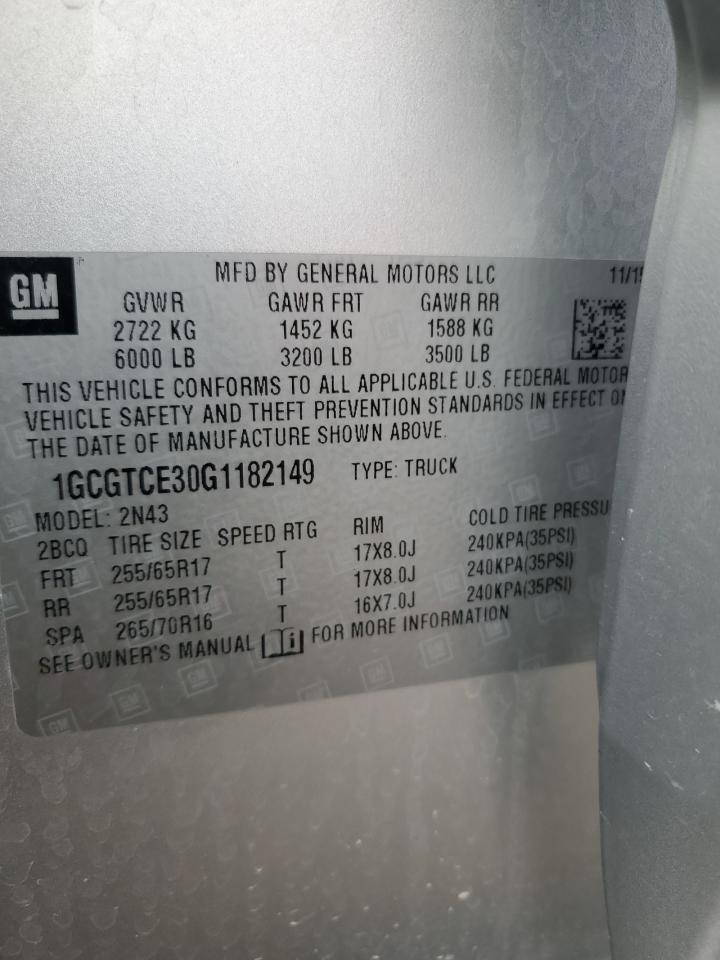 GM
MFD BY GENERAL MOTORS LLC 11/15
GVWR GAWR FRT GAWR RR
2722 KG 1452 KG 1588 KG
6000 LB 3200 LB 3500 LB
THIS VEHICLE CONFORMS TO ALL APPLICABLE U.S. FEDERAL MOTOR
VEHICLE SAFETY AND THEFT PREVENTION STANDARDS IN EFFECT ON
THE DATE OF MANUFACTURE SHOWN ABOVE.
1GCGTCE30G1182149 TYPE: TRUCK
MODEL: 2N43
2BCQ TIRE SIZE SPEED RTG RIM COLD TIRE PRESSU
FRT 255/65R17 T 17X8.0J 240KPA(35PSI)
RR 255/65R17 T 17X8.0J 240KPA(35PSI)
SPA 265/70R16 T 16X7.0J 240KPA(35PSI)
SEE OWNER'S MANUAL i FOR MORE INFORMATION